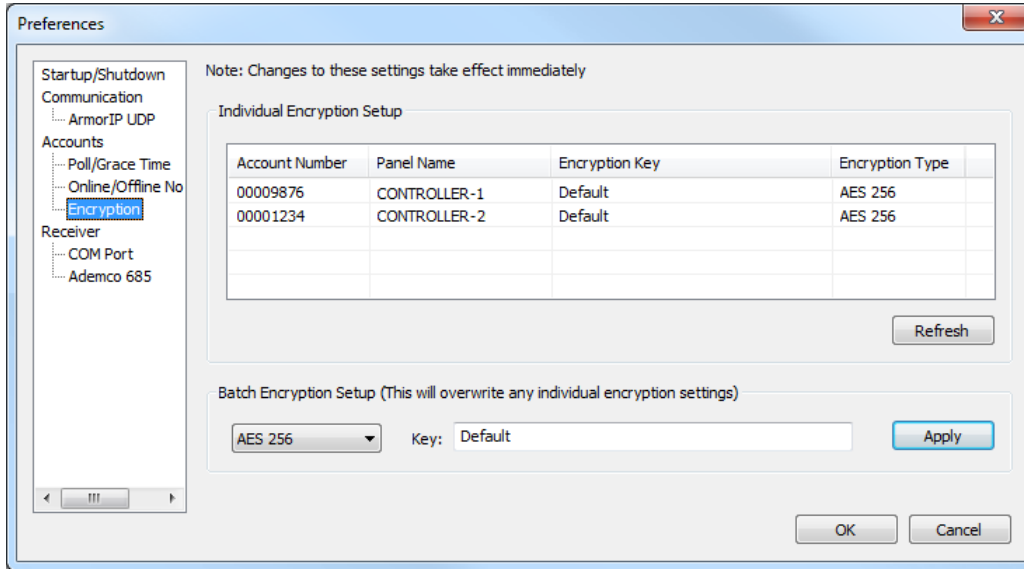 Preferences
Startup/Shutdown
Communication
ArmorIP UDP
Accounts
Poll/Grace Time
Online/Offline No
Encryption
Receiver
COM Port
Ademco 685
Note: Changes to these settings take effect immediately
Individual Encryption Setup
Account Number Panel Name Encryption Key Encryption Type
00009876 CONTROLLER-1 Default AES 256
00001234 CONTROLLER-2 Default AES 256
Refresh
Batch Encryption Setup (This will overwrite any individual encryption settings)
AES 256 Key: Default Apply
OK Cancel